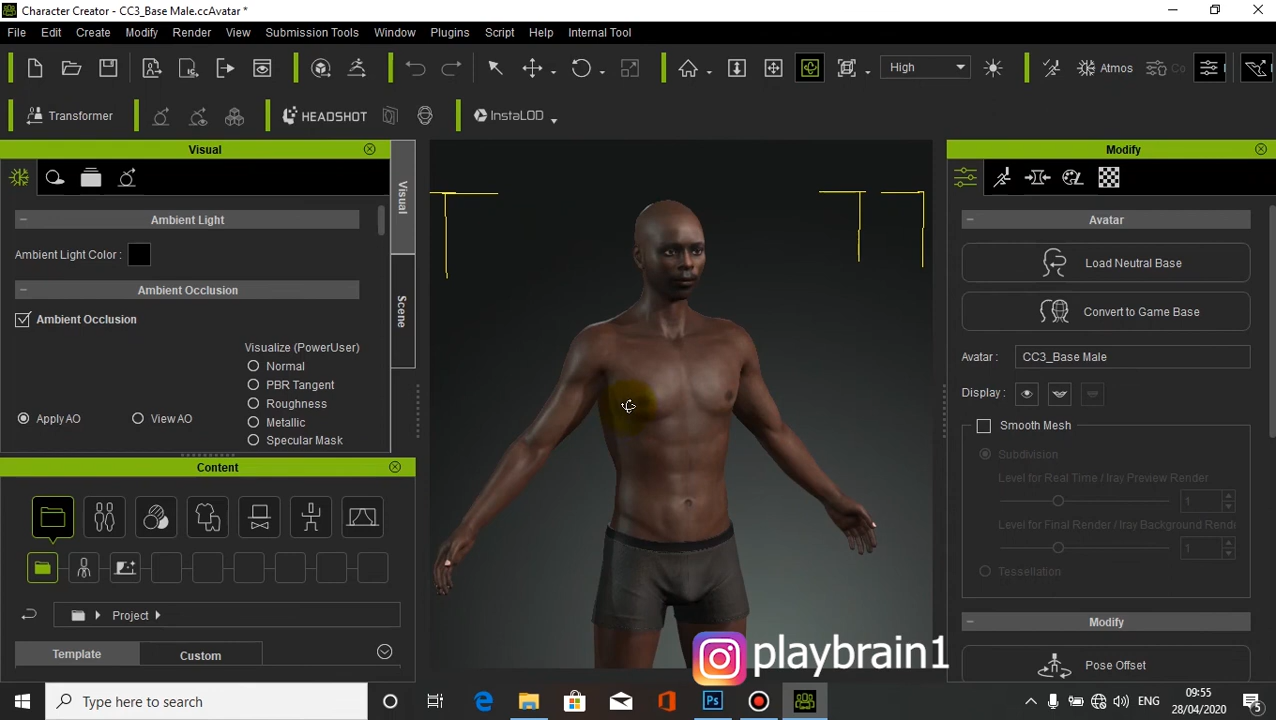 Character Creator - CC3_Base Male.ccAvatar *
File Edit Create Modify Render View Submission Tools Window Plugins Script Help Internal Tool
High Atmos
Transformer HEADSHOT InstaLOD
Visual
Ambient Light
Ambient Light Color :
Ambient Occlusion
Ambient Occlusion
Visualize (PowerUser)
Normal
PBR Tangent
Roughness
Apply AO View AO
Metallic
Specular Mask
Visual
Scene
Content
Project
Template Custom
Modify
Avatar
Load Neutral Base
Convert to Game Base
Avatar : CC3_Base Male
Display :
Smooth Mesh
Subdivision
Level for Real Time / Iray Preview Render
1
Level for Final Render / Iray Background Rend
1
Tessellation
Modify
Pose Offset
playbrain1
Type here to search
Ps
ENG
09:55
28/04/2020
5